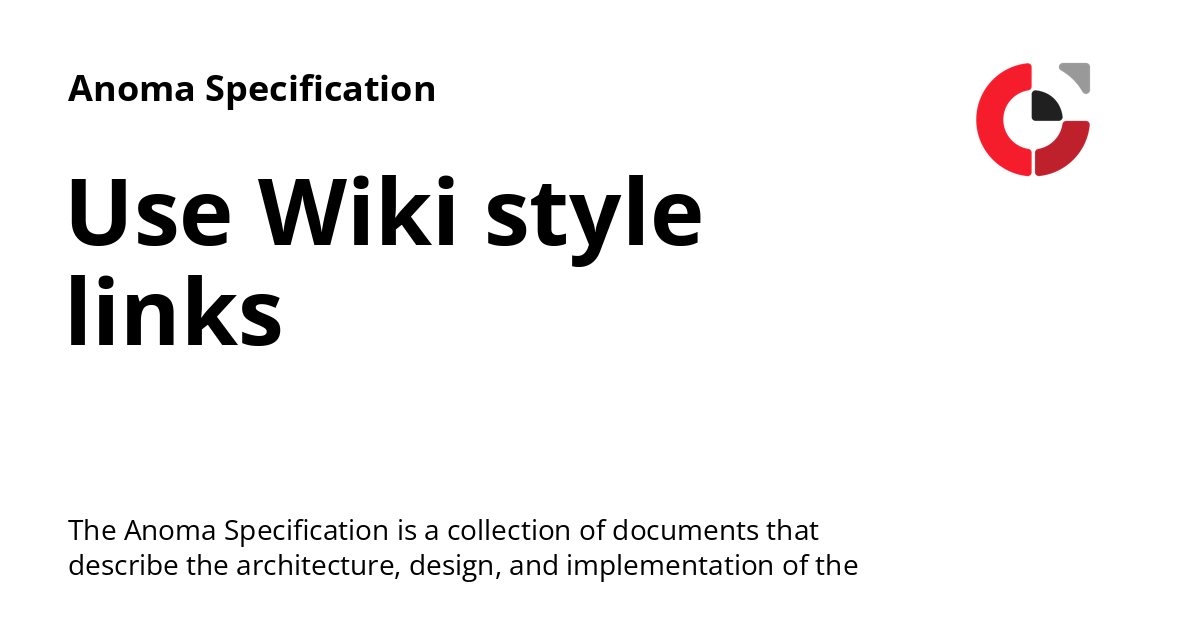 Anoma Specification
Use Wiki style
links
The Anoma Specification is a collection of documents that
describe the architecture, design, and implementation of the